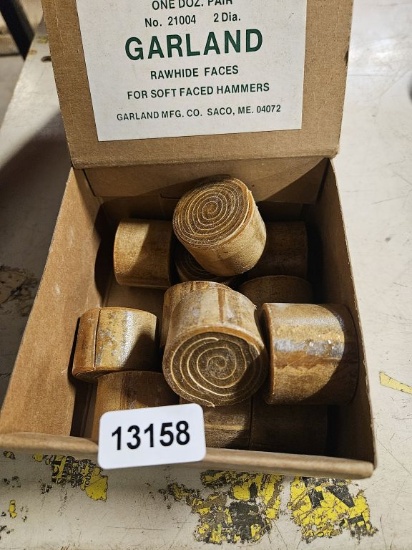 ONE DOZ. PAIR
No. 21004 2 Dia.
GARLAND
RAWHIDE FACES
FOR SOFT FACED HAMMERS
GARLAND MFG. CO. SACO, ME. 04072
13158